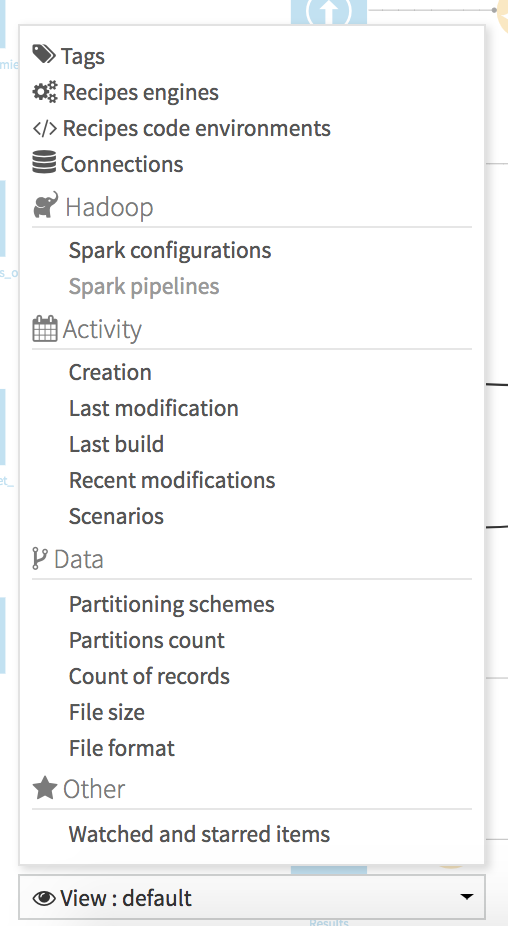 Tags
Recipes engines
Recipes code environments
Connections
Hadoop
Spark configurations
Spark pipelines
Activity
Creation
Last modification
Last build
Recent modifications
Scenarios
Data
Partitioning schemes
Partitions count
Count of records
File size
File format
Other
Watched and starred items
View : default
Results